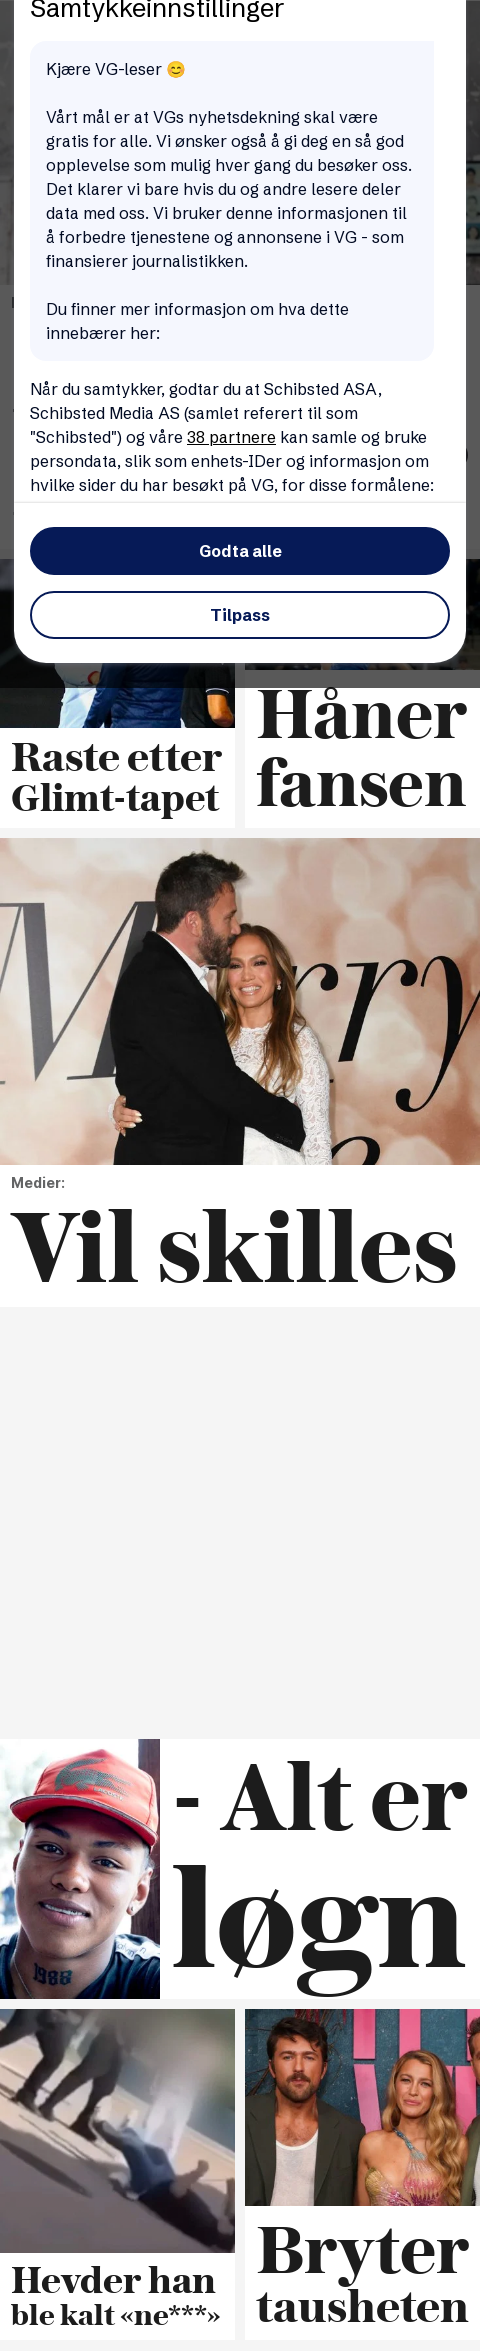 Samtykkeinnstillinger
Kjære VG-leser 😊
Vårt mål er at VGs nyhetsdekning skal være
gratis for alle. Vi ønsker også å gi deg en så god
opplevelse som mulig hver gang du besøker oss.
Det klarer vi bare hvis du og andre lesere deler
data med oss. Vi bruker denne informasjonen til
å forbedre tjenestene og annonsene i VG - som
finansierer journalistikken.
Du finner mer informasjon om hva dette
innebærer her:
Når du samtykker, godtar du at Schibsted ASA,
Schibsted Media AS (samlet referert til som
"Schibsted") og våre 38 partnere kan samle og bruke
persondata, slik som enhets-IDer og informasjon om
hvilke sider du har besøkt på VG, for disse formålene:
Godta alle
Tilpass
Raste etter
Glimt-tapet
Håner
fansen
Medier:
Vil skilles
- Alt er
løgn
1988
Hevder han
ble kalt «ne***»
Bryter
tausheten